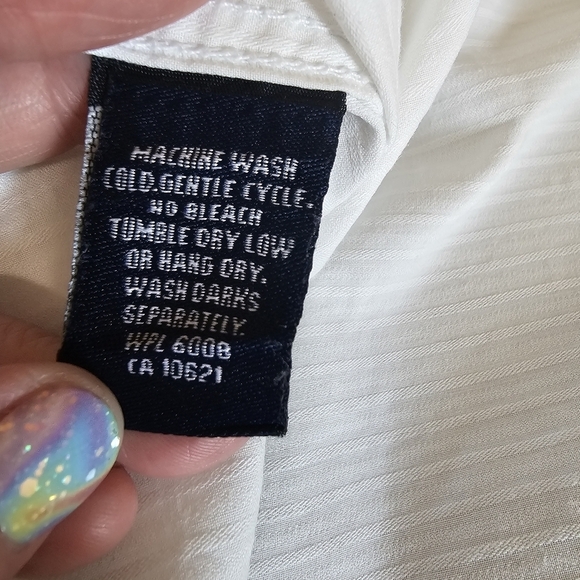 MACHINE WASH
COLD.GENTLE CYCLE.
NO BLEACH
TUMBLE DRY LOW
OR HANG DRY.
WASH DARKS
SEPARATELY.
WPL 6008
CA 10621